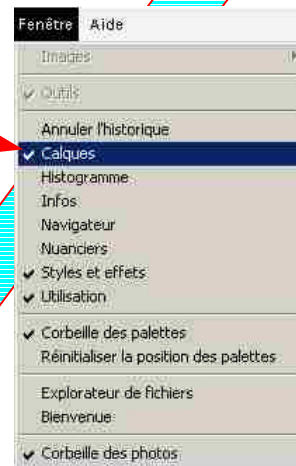 Fenêtre Aide
Images
Outils
Annuler l'historique
Calques
Histogramme
Infos
Navigateur
Nuanciers
Styles et effets
Utilisation
Corbeille des palettes
Réinitialiser la position des palettes
Explorateur de fichiers
Bienvenue
Corbeille des photos